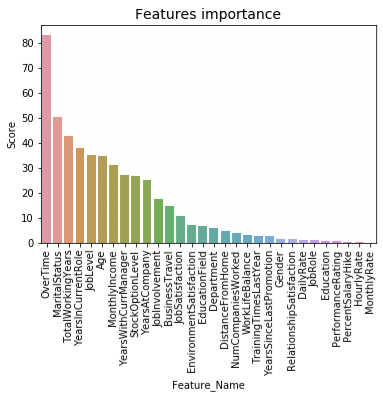 Features importance
Score
80
70
60
50
40
30
20
10
0
OverTime
MaritalStatus
TotalWorkingYears
YearsInCurrentRole
JobLevel
Age
MonthlyIncome
YearsWithCurrManager
StockOptionLevel
YearsAtCompany
JobInvolvement
BusinessTravel
JobSatisfaction
EnvironmentSatisfaction
EducationField
Department
DistanceFromHome
NumCompaniesWorked
WorkLifeBalance
TrainingTimesLastYear
YearsSinceLastPromotion
Gender
RelationshipSatisfaction
DailyRate
JobRole
Education
PerformanceRating
PercentSalaryHike
HourlyRate
MonthlyRate
Feature_Name